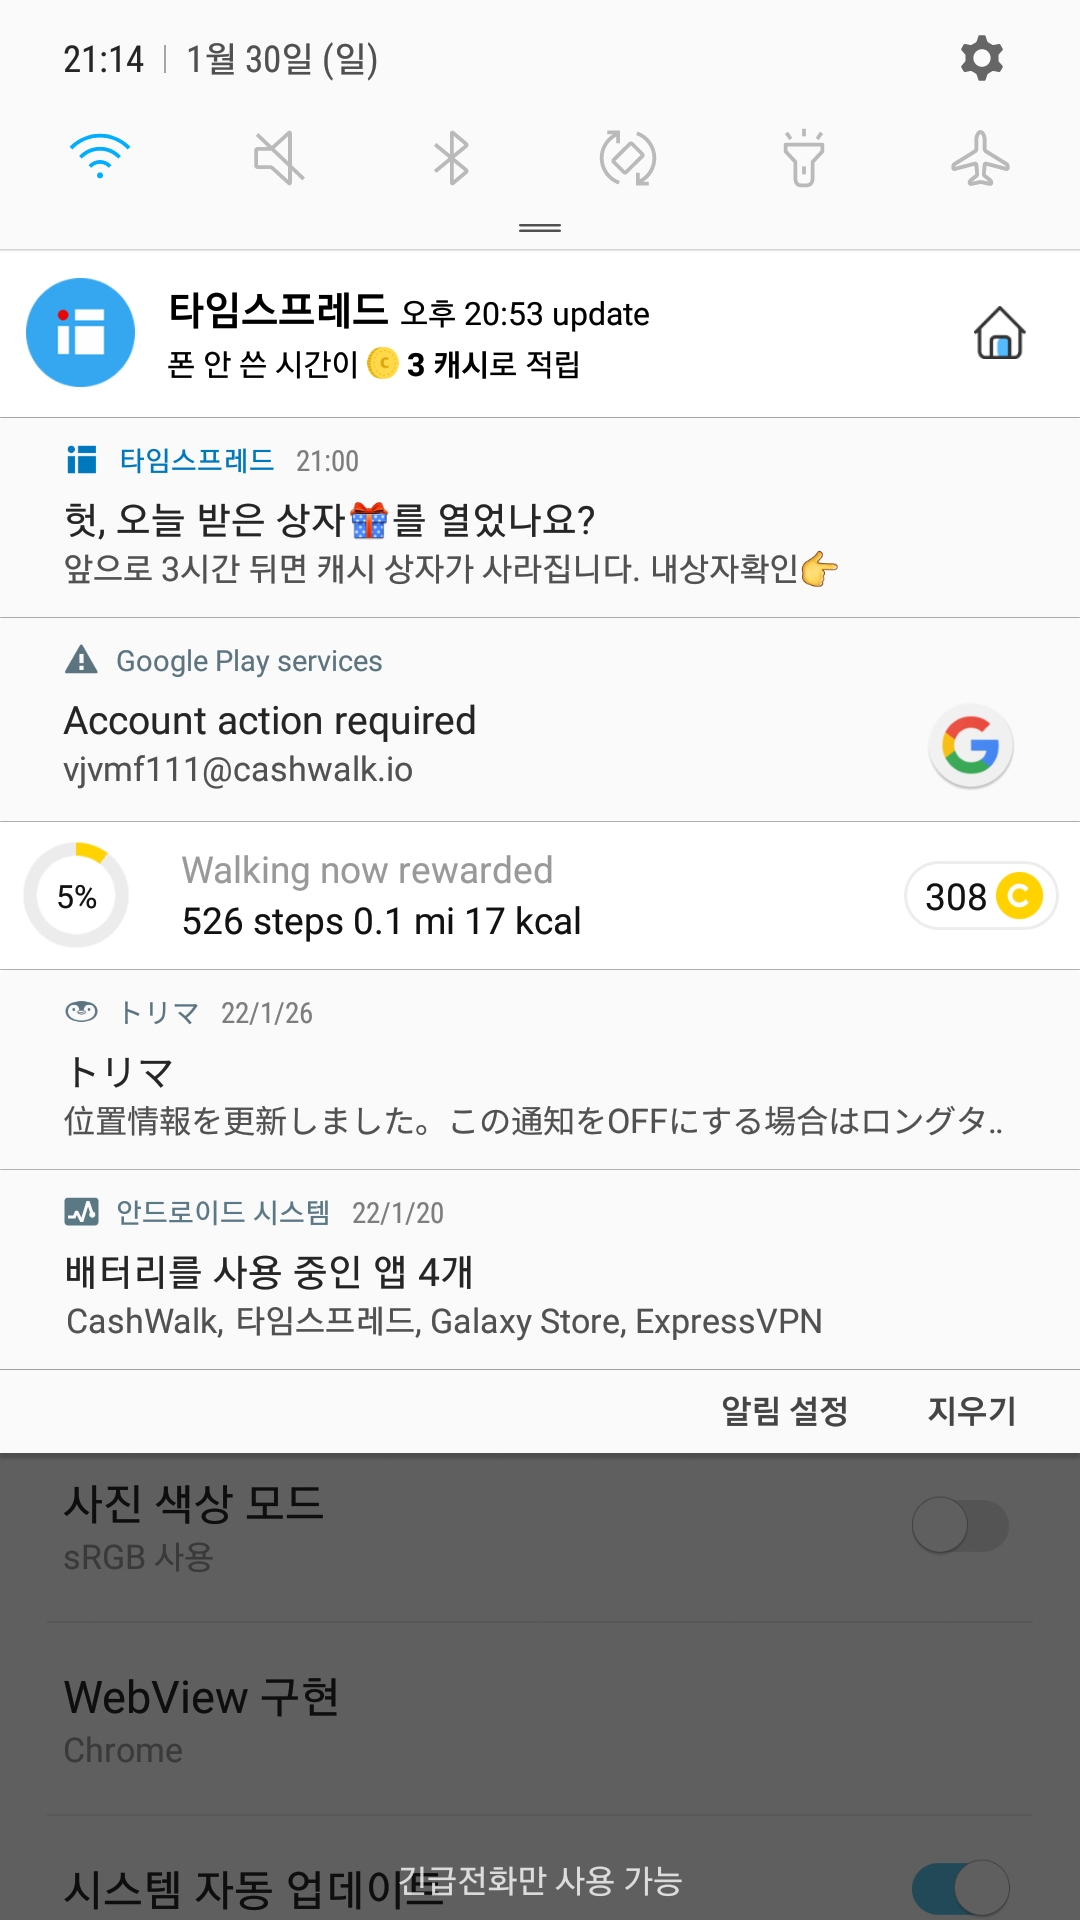 21:14 | 1월 30일 (일)
타임스프레드 오후 20:53 update
폰 안 쓴 시간이 C 3 캐시로 적립
타임스프레드 21:00
헛, 오늘 받은 상자🎁를 열었나요?
앞으로 3시간 뒤면 캐시 상자가 사라집니다. 내상자확인👉
Google Play services
Account action required
vjvmf111@cashwalk.io
G
5%
Walking now rewarded
526 steps 0.1 mi 17 kcal
308 C
トリマ 22/1/26
トリマ
位置情報を更新しました。この通知をOFFにする場合はロングタ..
안드로이드 시스템 22/1/20
배터리를 사용 중인 앱 4개
CashWalk, 타임스프레드, Galaxy Store, ExpressVPN
알림 설정 지우기
사진 색상 모드
sRGB 사용
WebView 구현
Chrome
시스템 자동 업데이트
긴급전화만 사용 가능